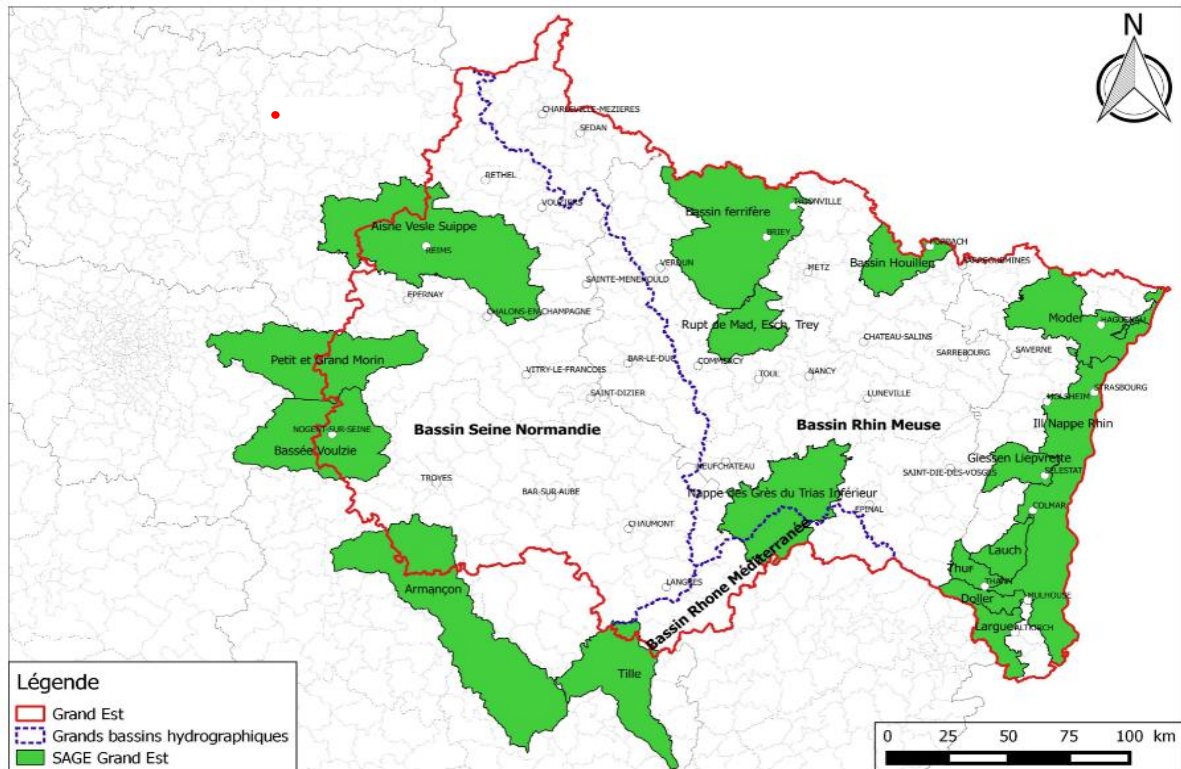 N
CHARLEVILLE-MEZIERES
SEDAN
RETHEL
VOUZIERS
Bassin ferrifère
THIONVILLE
Aisne Vesle Suippe
REIMS
BRIEY
VERDUN
METZ
Bassin Houiller
FORBACH
SARREGUEMINES
SAINTE-MENEHOULD
EPERNAY
CHALONS-EN-CHAMPAGNE
Rupt de Mad, Esch, Trey
Moder
HAGUENAU
CHATEAU-SALINS
SARREBOURG
SAVERNE
Petit et Grand Morin
BAR-LE-DUC
COMMERCY
VITRY-LE-FRANCOIS
TOUL
NANCY
SAINT-DIZIER
LUNEVILLE
STRASBOURG
MOLSHEIM
NOGENT-SUR-SEINE
Bassin Seine Normandie
Bassin Rhin Meuse
Ill Nappe Rhin
Bassée Voulzie
Giessen Liepvrette
NEUFCHATEAU
SAINT-DIE-DES-VOSGES
SELESTAT
TROYES
BAR-SUR-AUBE
Nappe des Grès du Trias Inférieur
EPINAL
COLMAR
CHAUMONT
Lauch
Bassin Rhone Méditerranée
Thur
THANN
LANGRES
Armançon
Doller
MULHOUSE
Largue
ALTKIRCH
Tille
Légende
Grand Est
Grands bassins hydrographiques
SAGE Grand Est
0 25 50 75 100 km